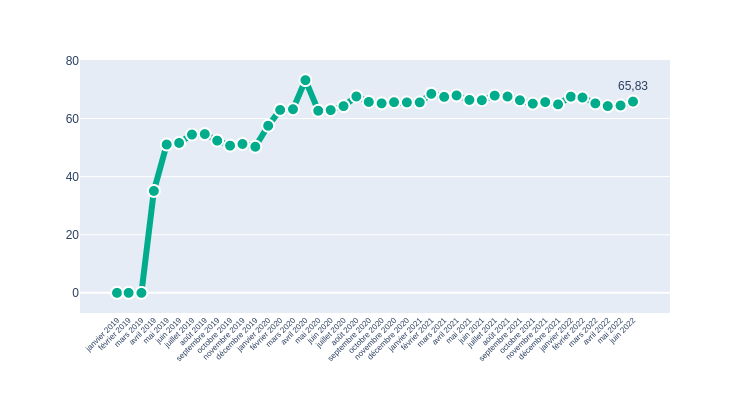 80
65,83
60
40
20
0
janvier 2019
février 2019
mars 2019
avril 2019
mai 2019
juin 2019
juillet 2019
août 2019
septembre 2019
octobre 2019
novembre 2019
décembre 2019
janvier 2020
février 2020
mars 2020
avril 2020
mai 2020
juin 2020
juillet 2020
août 2020
septembre 2020
octobre 2020
novembre 2020
décembre 2020
janvier 2021
février 2021
mars 2021
avril 2021
mai 2021
juin 2021
juillet 2021
août 2021
septembre 2021
octobre 2021
novembre 2021
décembre 2021
janvier 2022
février 2022
mars 2022
avril 2022
mai 2022
juin 2022